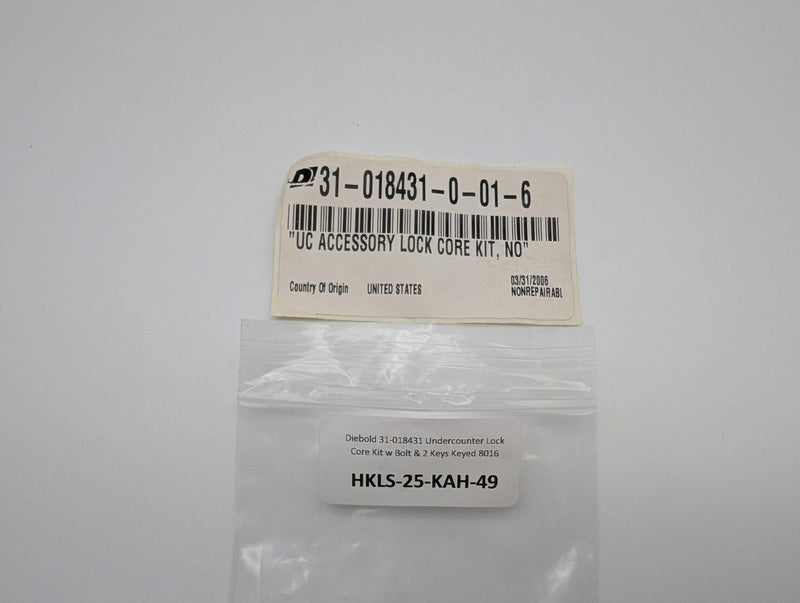 D 31-018431-0-01-6
"UC ACCESSORY LOCK CORE KIT, NO"
Country Of Origin UNITED STATES
03/31/2006
NONREPAIRABL
Diebold 31-018431 Undercounter Lock
Core Kit w Bolt & 2 Keys Keyed 8016
HKLS-25-KAH-49